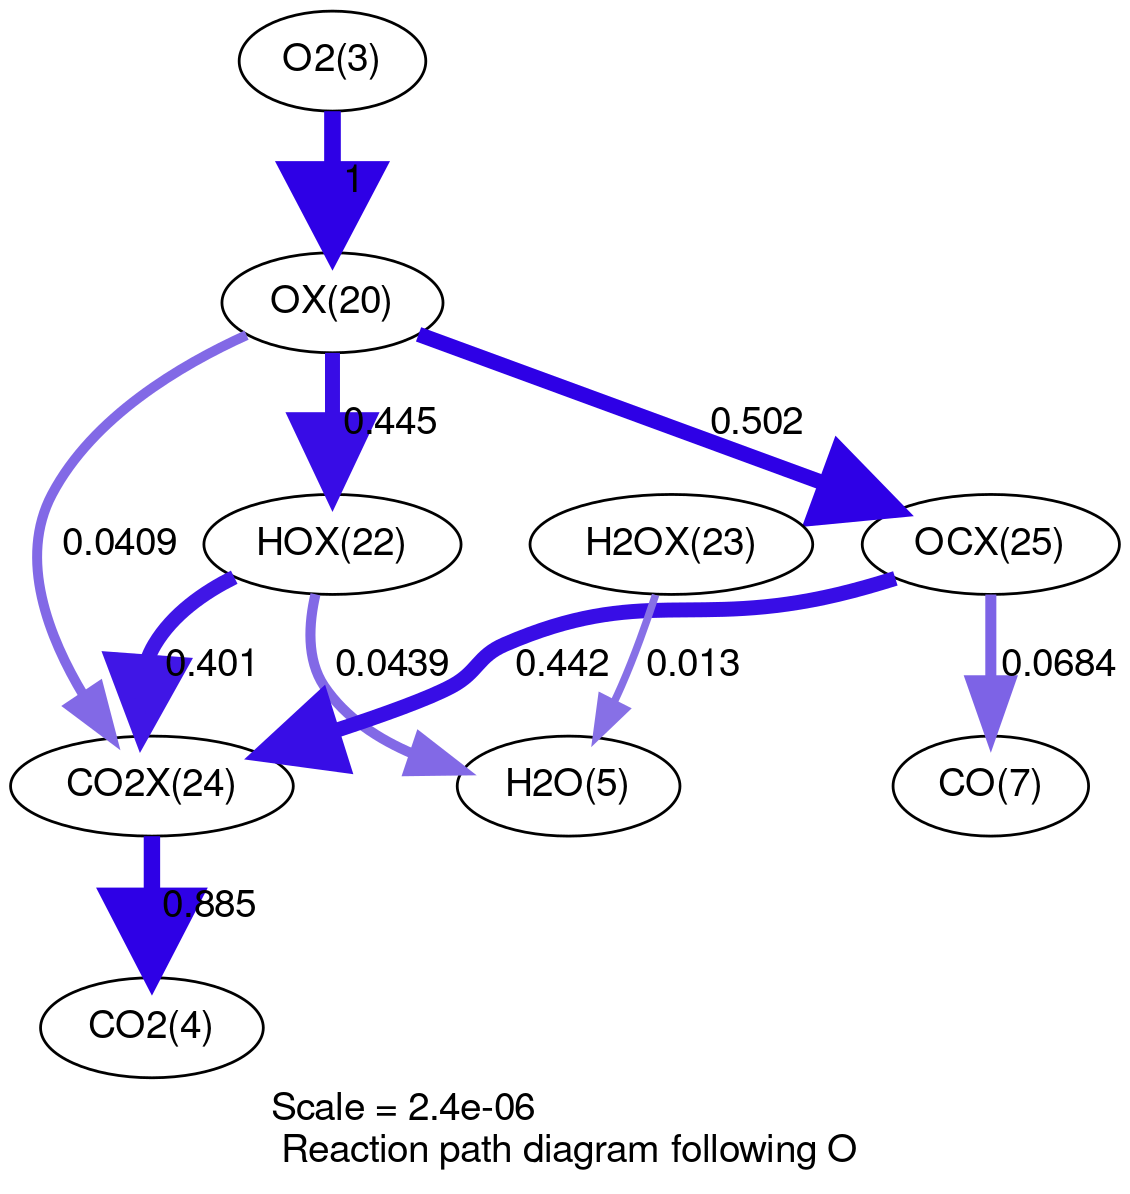 O2(3)
1
OX(20)
0.445
0.502
0.0409
HOX(22)
H2OX(23)
OCX(25)
0.401
0.0439
0.442
0.013
0.0684
CO2X(24)
H2O(5)
CO(7)
0.885
CO2(4)
Scale = 2.4e-06
Reaction path diagram following O